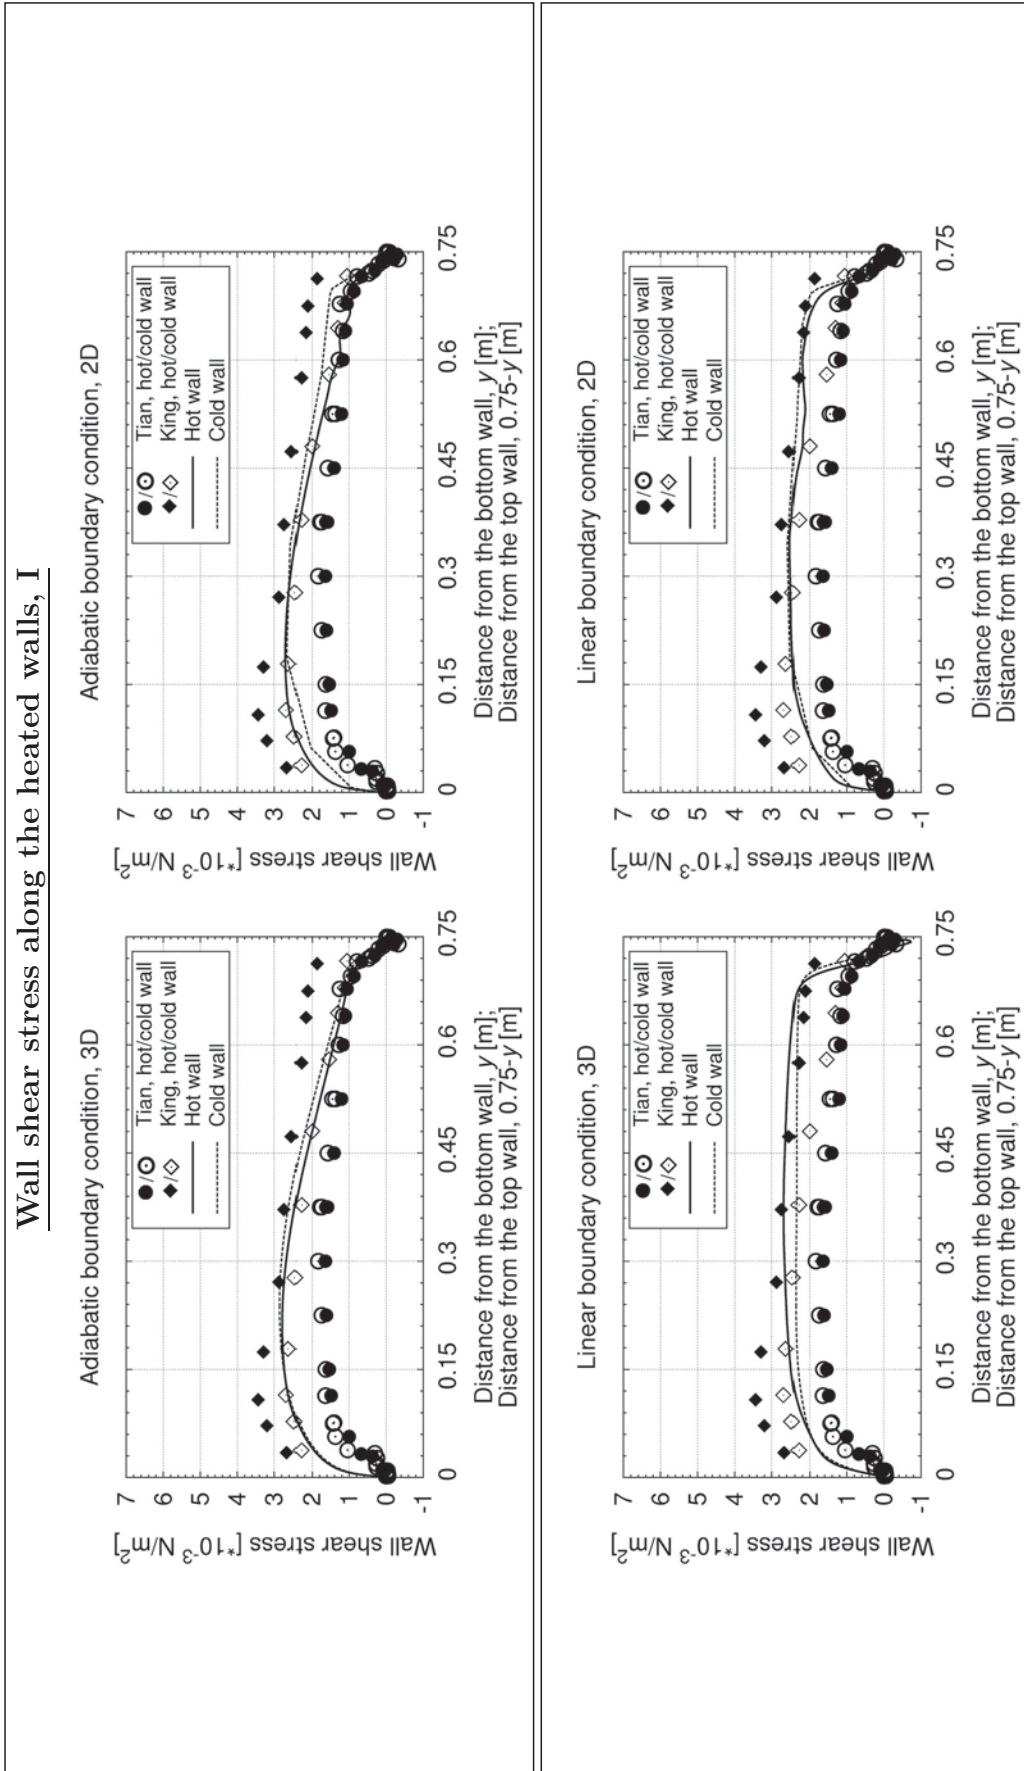 Wall shear stress along the heated walls, I
Adiabatic boundary condition, 3D
Wall shear stress [*10-3 N/m2]
7
6
5
4
3
2
1
0
-1
Tian, hot/cold wall
King, hot/cold wall
Hot wall
Cold wall
0 0.15 0.3 0.45 0.6 0.75
Distance from the bottom wall, y [m];
Distance from the top wall, 0.75-y [m]
Adiabatic boundary condition, 2D
Wall shear stress [*10-3 N/m2]
7
6
5
4
3
2
1
0
-1
Tian, hot/cold wall
King, hot/cold wall
Hot wall
Cold wall
0 0.15 0.3 0.45 0.6 0.75
Distance from the bottom wall, y [m];
Distance from the top wall, 0.75-y [m]
Linear boundary condition, 3D
Wall shear stress [*10-3 N/m2]
7
6
5
4
3
2
1
0
-1
Tian, hot/cold wall
King, hot/cold wall
Hot wall
Cold wall
0 0.15 0.3 0.45 0.6 0.75
Distance from the bottom wall, y [m];
Distance from the top wall, 0.75-y [m]
Linear boundary condition, 2D
Wall shear stress [*10-3 N/m2]
7
6
5
4
3
2
1
0
-1
Tian, hot/cold wall
King, hot/cold wall
Hot wall
Cold wall
0 0.15 0.3 0.45 0.6 0.75
Distance from the bottom wall, y [m];
Distance from the top wall, 0.75-y [m]